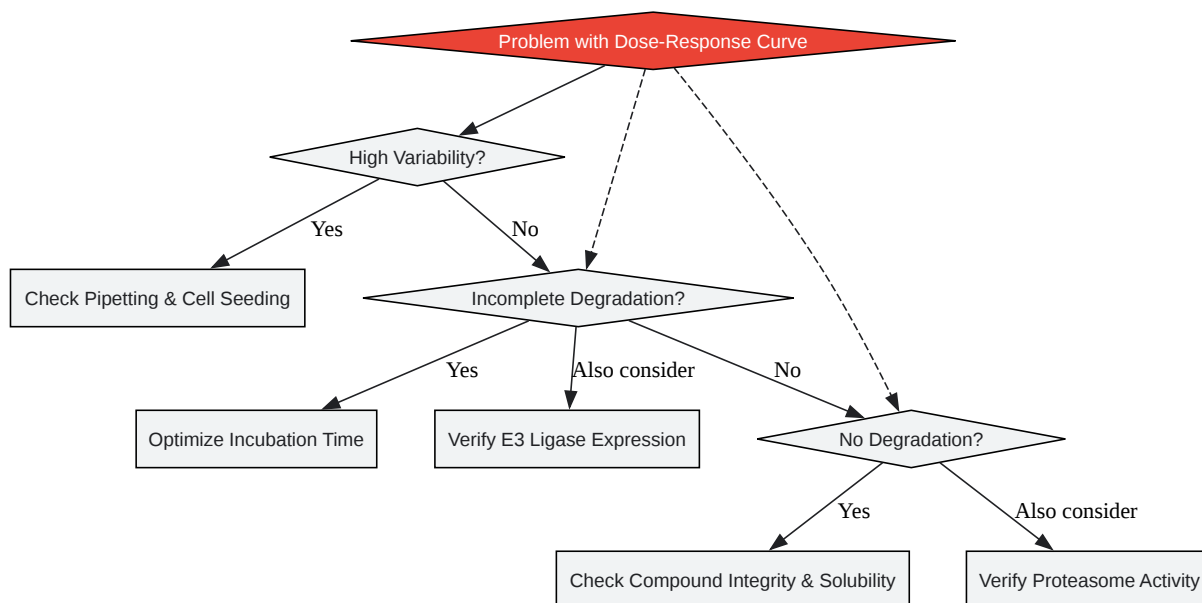 Problem with Dose-Response Curve
High Variability?
Yes
No
Check Pipetting & Cell Seeding
Incomplete Degradation?
Yes
Also consider
No
Optimize Incubation Time
Verify E3 Ligase Expression
No Degradation?
Yes
Also consider
Check Compound Integrity & Solubility
Verify Proteasome Activity